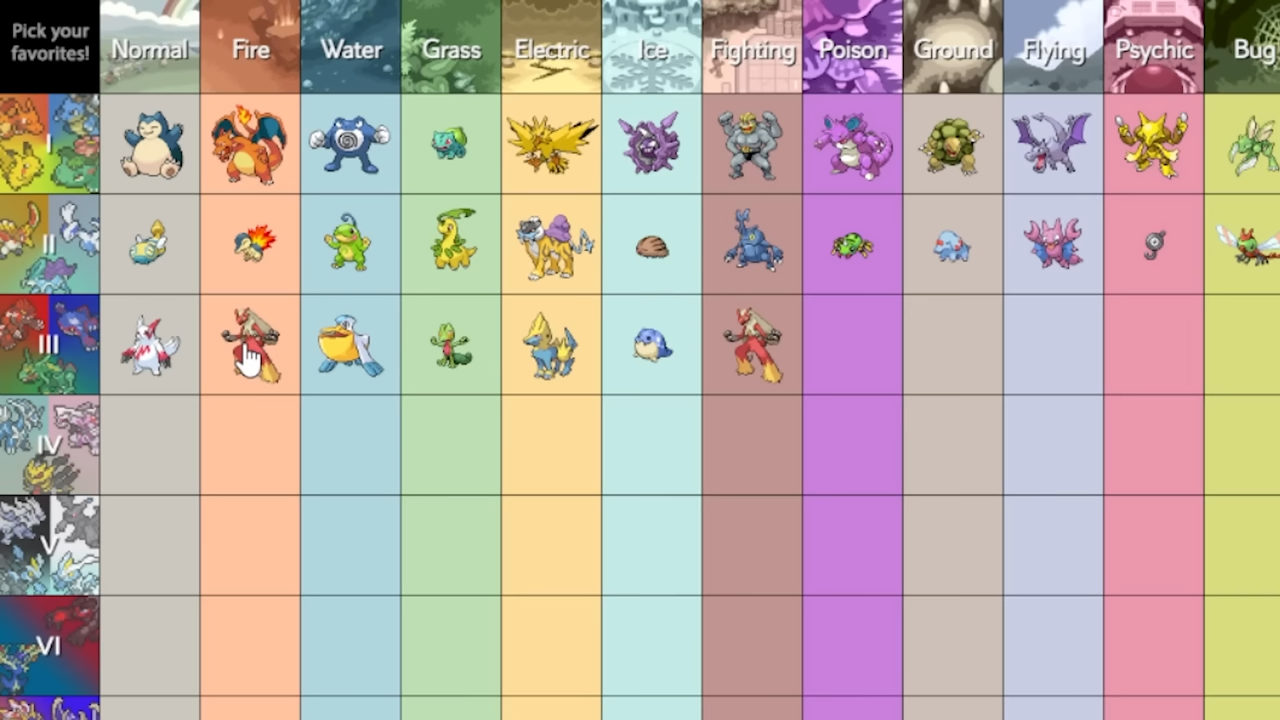 Pick your
favorites!
Normal
Fire
Water
Grass
Electric
Ice
Fighting
Poison
Ground
Flying
Psychic
Bug
I
II
III
IV
V
VI